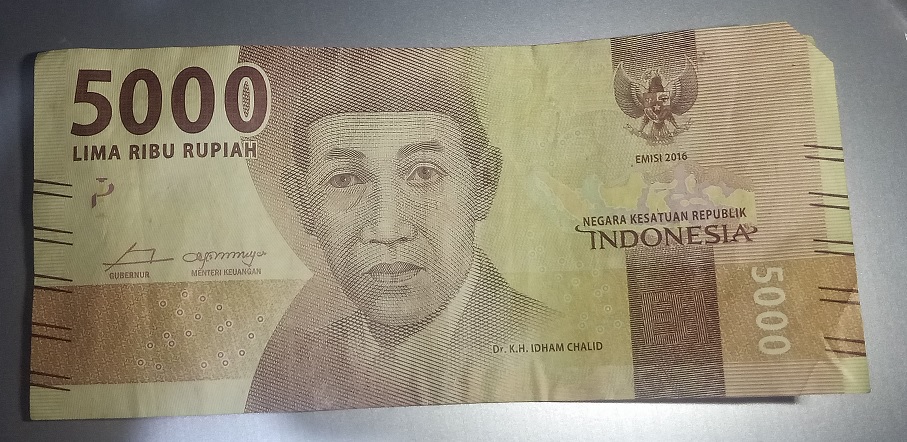 5000
LIMA RIBU RUPIAH
EMISI 2016
NEGARA KESATUAN REPUBLIK
INDONESIA
GUBERNUR
MENTERI KEUANGAN
5000
Dr. K.H. IDHAM CHALID